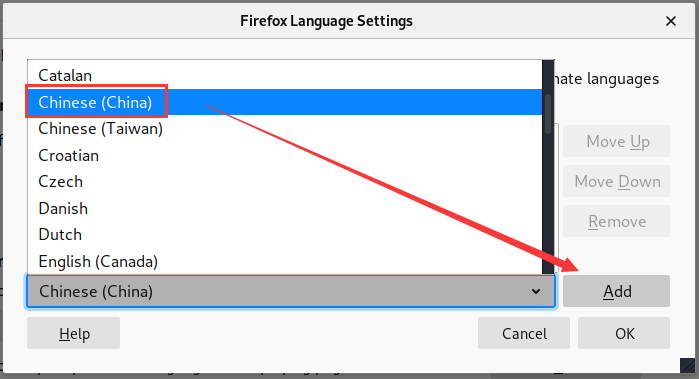 Firefox Language Settings
Catalan
nate languages
Chinese (China)
Chinese (Taiwan)
Move Up
Croatian
Czech
Move Down
Danish
Remove
Dutch
English (Canada)
Chinese (China)
Add
Help
Cancel
OK